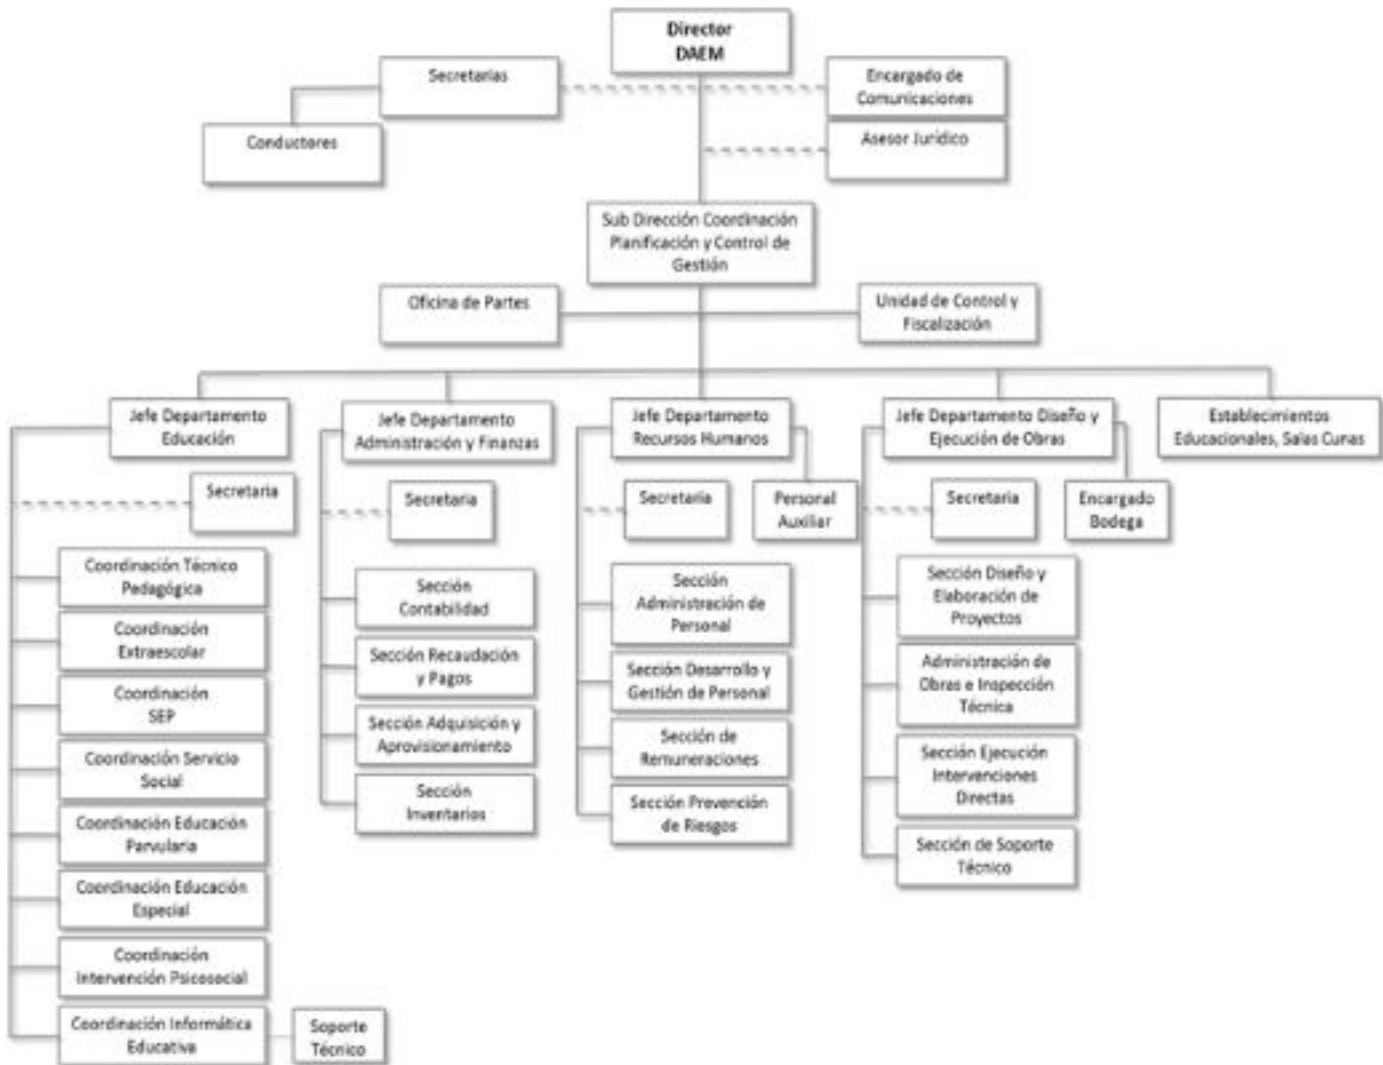 Director
DAEM
Secretarias
Encargado de
Comunicaciones
Conductores
Asesor Jurídico
Sub Dirección Coordinación
Planificación y Control de
Gestión
Oficina de Partes
Unidad de Control y
Fiscalización
Jefe Departamento
Educación
Jefe Departamento
Administración y Finanzas
Jefe Departamento
Recursos Humanos
Jefe Departamento Diseño y
Ejecución de Obras
Establecimientos
Educacionales, Salas Cunas
Secretaria
Secretaria
Secretaria
Personal
Auxiliar
Secretaria
Encargado
Bodega
Coordinación Técnico
Pedagógica
Coordinación
Extraescolar
Coordinación
SEP
Coordinación Servicio
Social
Coordinación Educación
Parvularia
Coordinación Educación
Especial
Coordinación
Intervención Psicosocial
Coordinación Informática
Educativa
Soporte
Técnico
Sección
Contabilidad
Sección Recaudación
y Pagos
Sección Adquisición y
Aprovisionamiento
Sección
Inventarios
Sección
Administración de
Personal
Sección Desarrollo y
Gestión de Personal
Sección de
Remuneraciones
Sección Prevención
de Riesgos
Sección Diseño y
Elaboración de
Proyectos
Administración de
Obras e Inspección
Técnica
Sección Ejecución
Intervenciones
Directas
Sección de Soporte
Técnico